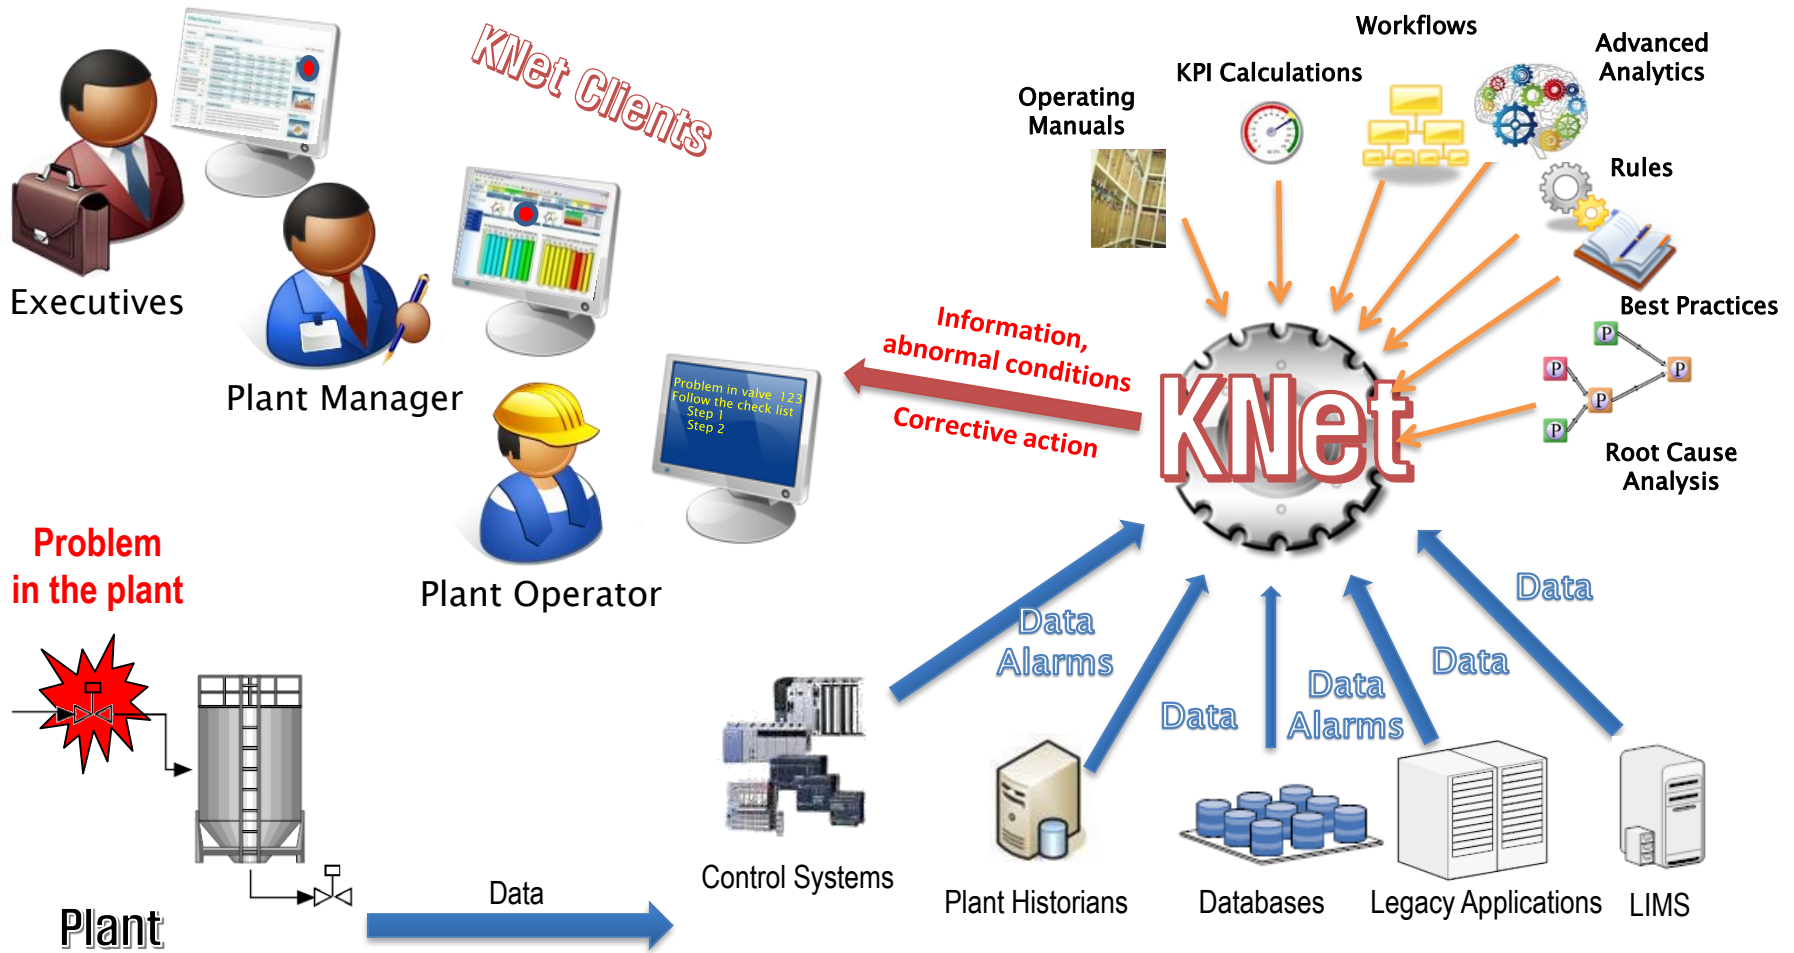 KNet Clients
Executives
Plant Manager
Plant Operator
Problem in valve 123
Follow the check list
Step 1
Step 2
Workflows
Advanced
Analytics
KPI Calculations
Operating
Manuals
Rules
Best Practices
P
P
P
P
P
Root Cause
Analysis
Information,
abnormal conditions
Corrective action
KNet
Problem
in the plant
Data
Alarms
Data
Data
Alarms
Data
Data
Control Systems
Plant Historians
Databases
Legacy Applications
LIMS
Data
Plant